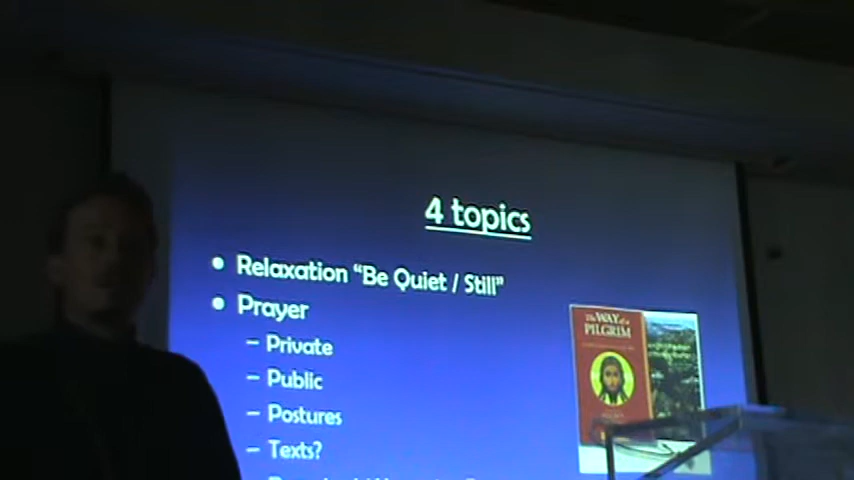 4 topics
Relaxation “Be Quiet / Still”
Prayer
– Private
– Public
– Postures
– Texts?
The WAY of a
PILGRIM